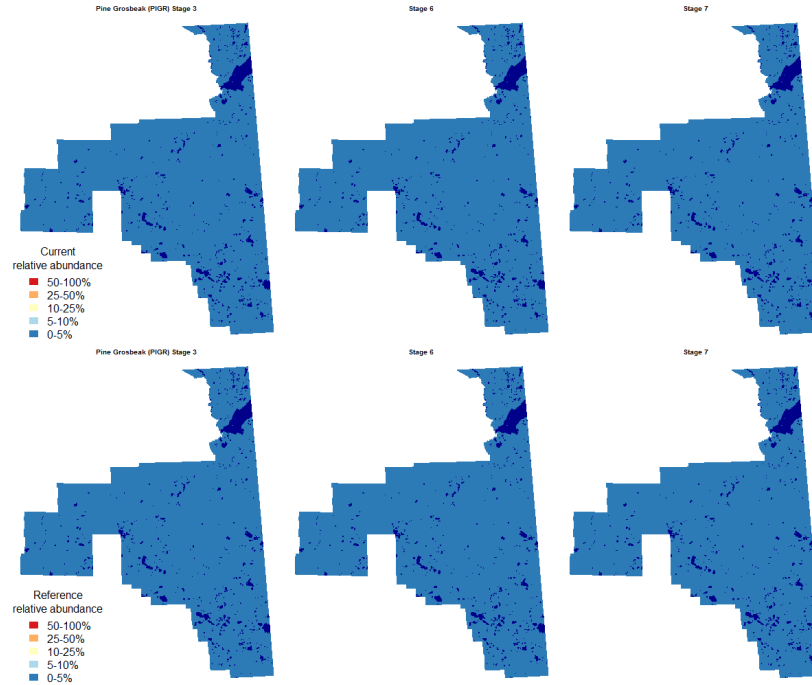 Pine Grosbeak (PIGR) Stage 3
Stage 6
Stage 7
Current
relative abundance
50-100%
25-50%
10-25%
5-10%
0-5%
Pine Grosbeak (PIGR) Stage 3
Stage 6
Stage 7
Reference
relative abundance
50-100%
25-50%
10-25%
5-10%
0-5%